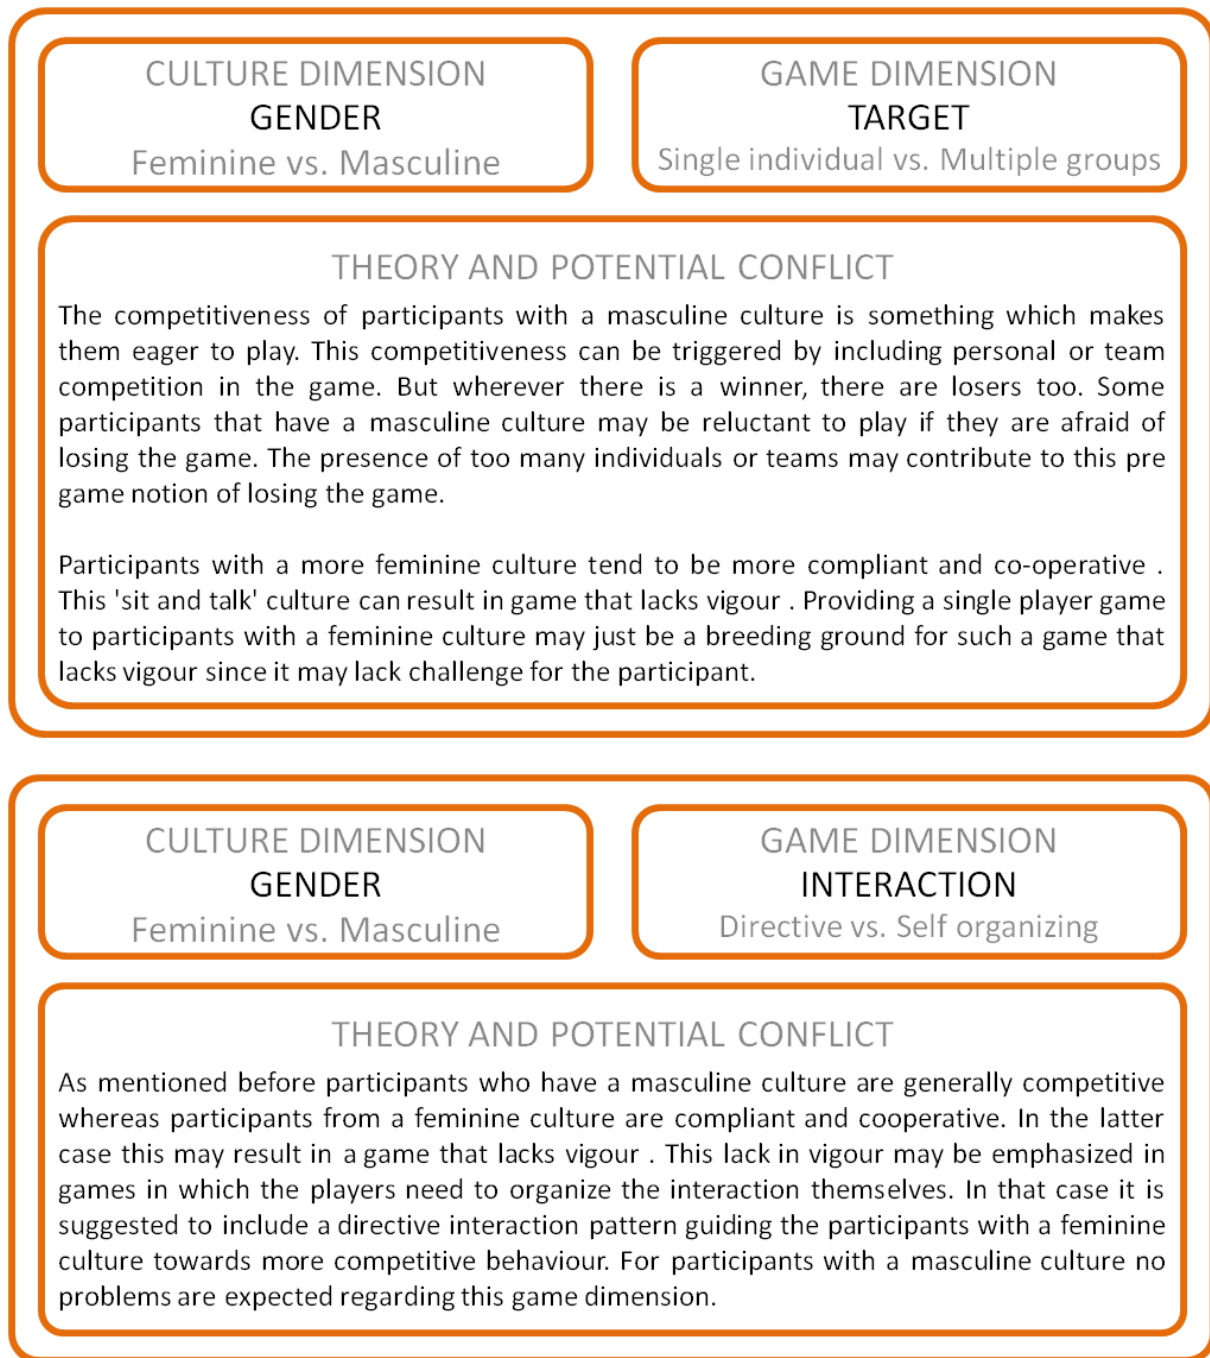 CULTURE DIMENSION
GENDER
Feminine vs. Masculine
GAME DIMENSION
TARGET
Single individual vs. Multiple groups
THEORY AND POTENTIAL CONFLICT
The competitiveness of participants with a masculine culture is something which makes
them eager to play. This competitiveness can be triggered by including personal or team
competition in the game. But wherever there is a winner, there are losers too. Some
participants that have a masculine culture may be reluctant to play if they are afraid of
losing the game. The presence of too many individuals or teams may contribute to this pre
game notion of losing the game.
Participants with a more feminine culture tend to be more compliant and co-operative .
This 'sit and talk' culture can result in game that lacks vigour . Providing a single player game
to participants with a feminine culture may just be a breeding ground for such a game that
lacks vigour since it may lack challenge for the participant.
CULTURE DIMENSION
GENDER
Feminine vs. Masculine
GAME DIMENSION
INTERACTION
Directive vs. Self organizing
THEORY AND POTENTIAL CONFLICT
As mentioned before participants who have a masculine culture are generally competitive
whereas participants from a feminine culture are compliant and cooperative. In the latter
case this may result in a game that lacks vigour . This lack in vigour may be emphasized in
games in which the players need to organize the interaction themselves. In that case it is
suggested to include a directive interaction pattern guiding the participants with a feminine
culture towards more competitive behaviour. For participants with a masculine culture no
problems are expected regarding this game dimension.